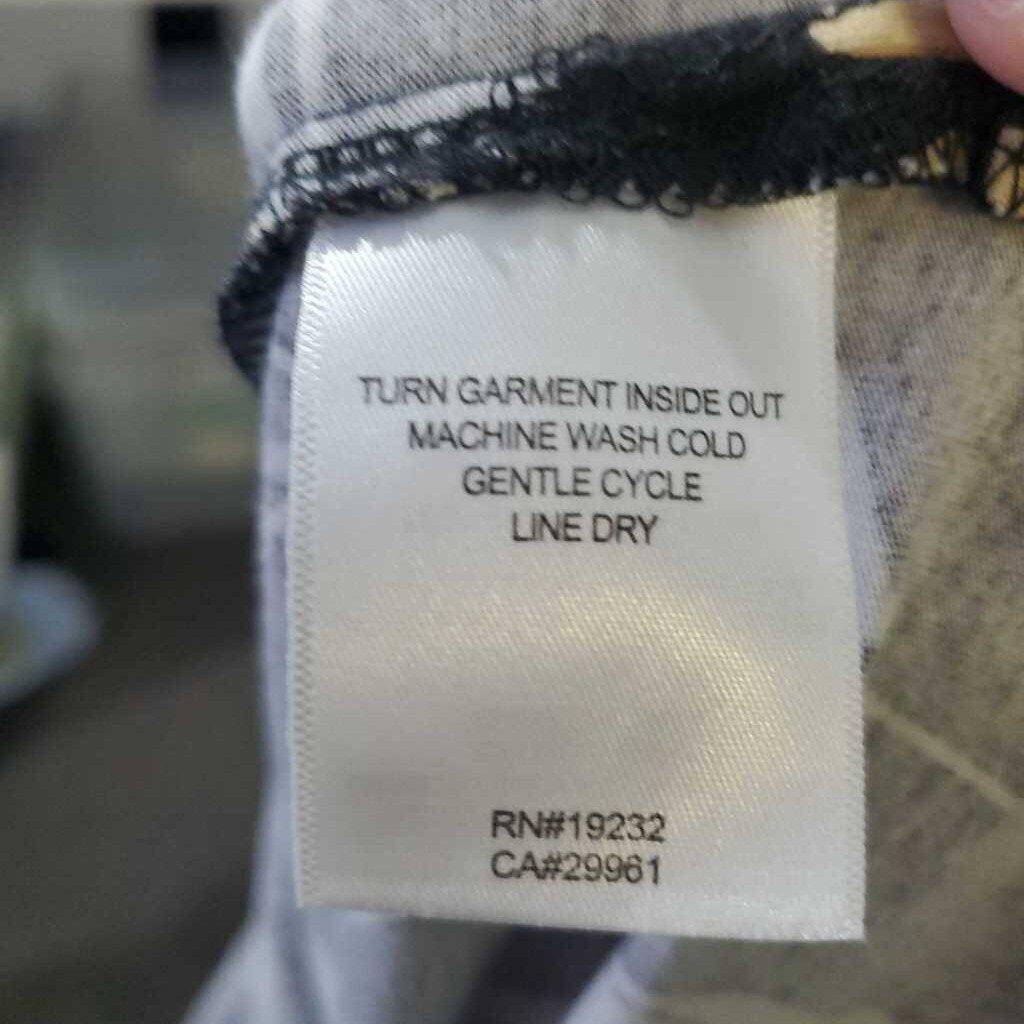 TURN GARMENT INSIDE OUT
MACHINE WASH COLD
GENTLE CYCLE
LINE DRY
RN#19232
CA#29961